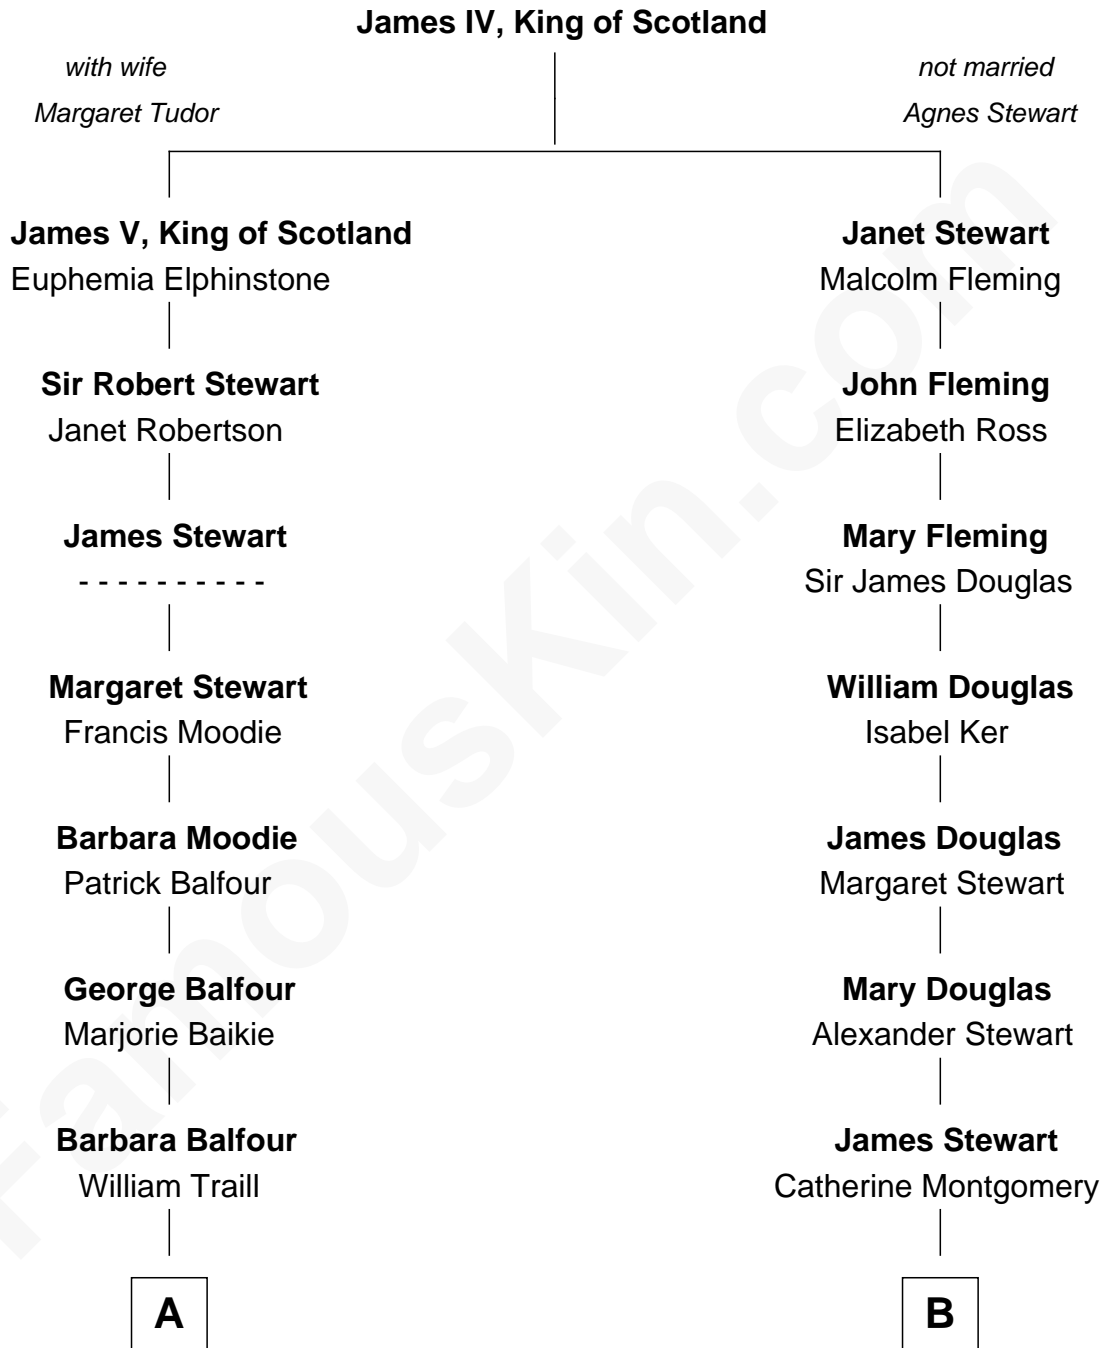 James IV, King of Scotland
with wife
Margaret Tudor
not married
Agnes Stewart
James V, King of Scotland
Euphemia Elphinstone
Janet Stewart
Malcolm Fleming
Sir Robert Stewart
Janet Robertson
John Fleming
Elizabeth Ross
James Stewart
- - - - - - - - - -
Mary Fleming
Sir James Douglas
Margaret Stewart
Francis Moodie
William Douglas
Isabel Ker
Barbara Moodie
Patrick Balfour
James Douglas
Margaret Stewart
George Balfour
Marjorie Baikie
Mary Douglas
Alexander Stewart
Barbara Balfour
William Traill
James Stewart
Catherine Montgomery
A
B
FamousKin.com